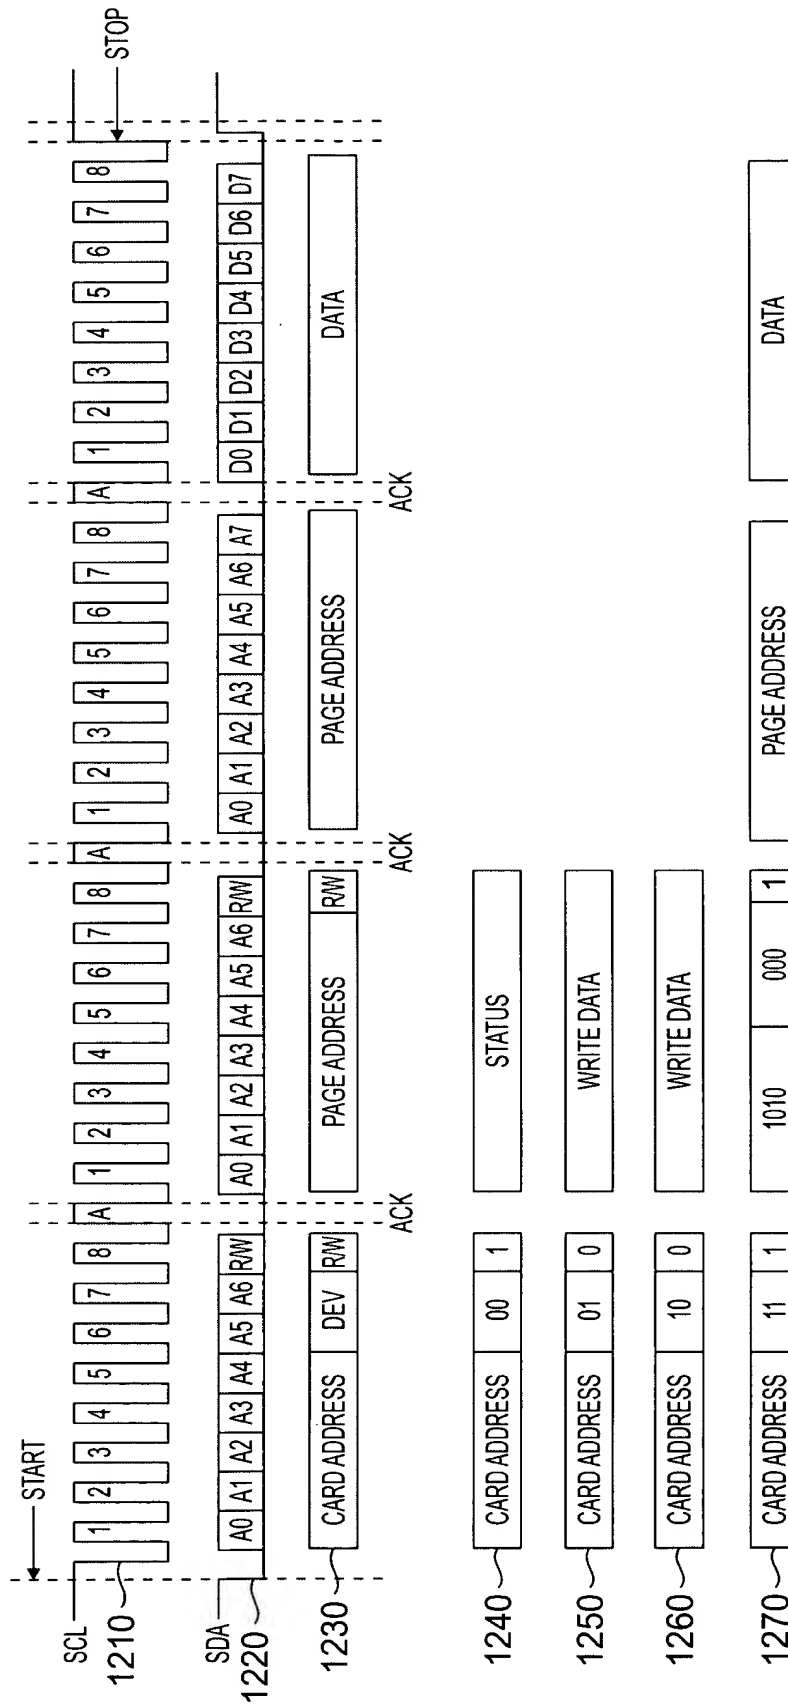 START
STOP
SCL
1 2 3 4 5 6 7 8 A 1 2 3 4 5 6 7 8 A 1 2 3 4 5 6 7 8 A 1 2 3 4 5 6 7 8
1210
SDA
A0 A1 A2 A3 A4 A5 A6 R/W A0 A1 A2 A3 A4 A5 A6 R/W A0 A1 A2 A3 A4 A5 A6 A7 D0 D1 D2 D3 D4 D5 D6 D7
1220
1230 CARD ADDRESS DEV R/W PAGE ADDRESS R/W PAGE ADDRESS DATA
ACK ACK ACK
1240 CARD ADDRESS 00 1 STATUS
1250 CARD ADDRESS 01 0 WRITE DATA
1260 CARD ADDRESS 10 0 WRITE DATA
1270 CARD ADDRESS 11 1 1010 000 1 PAGE ADDRESS DATA